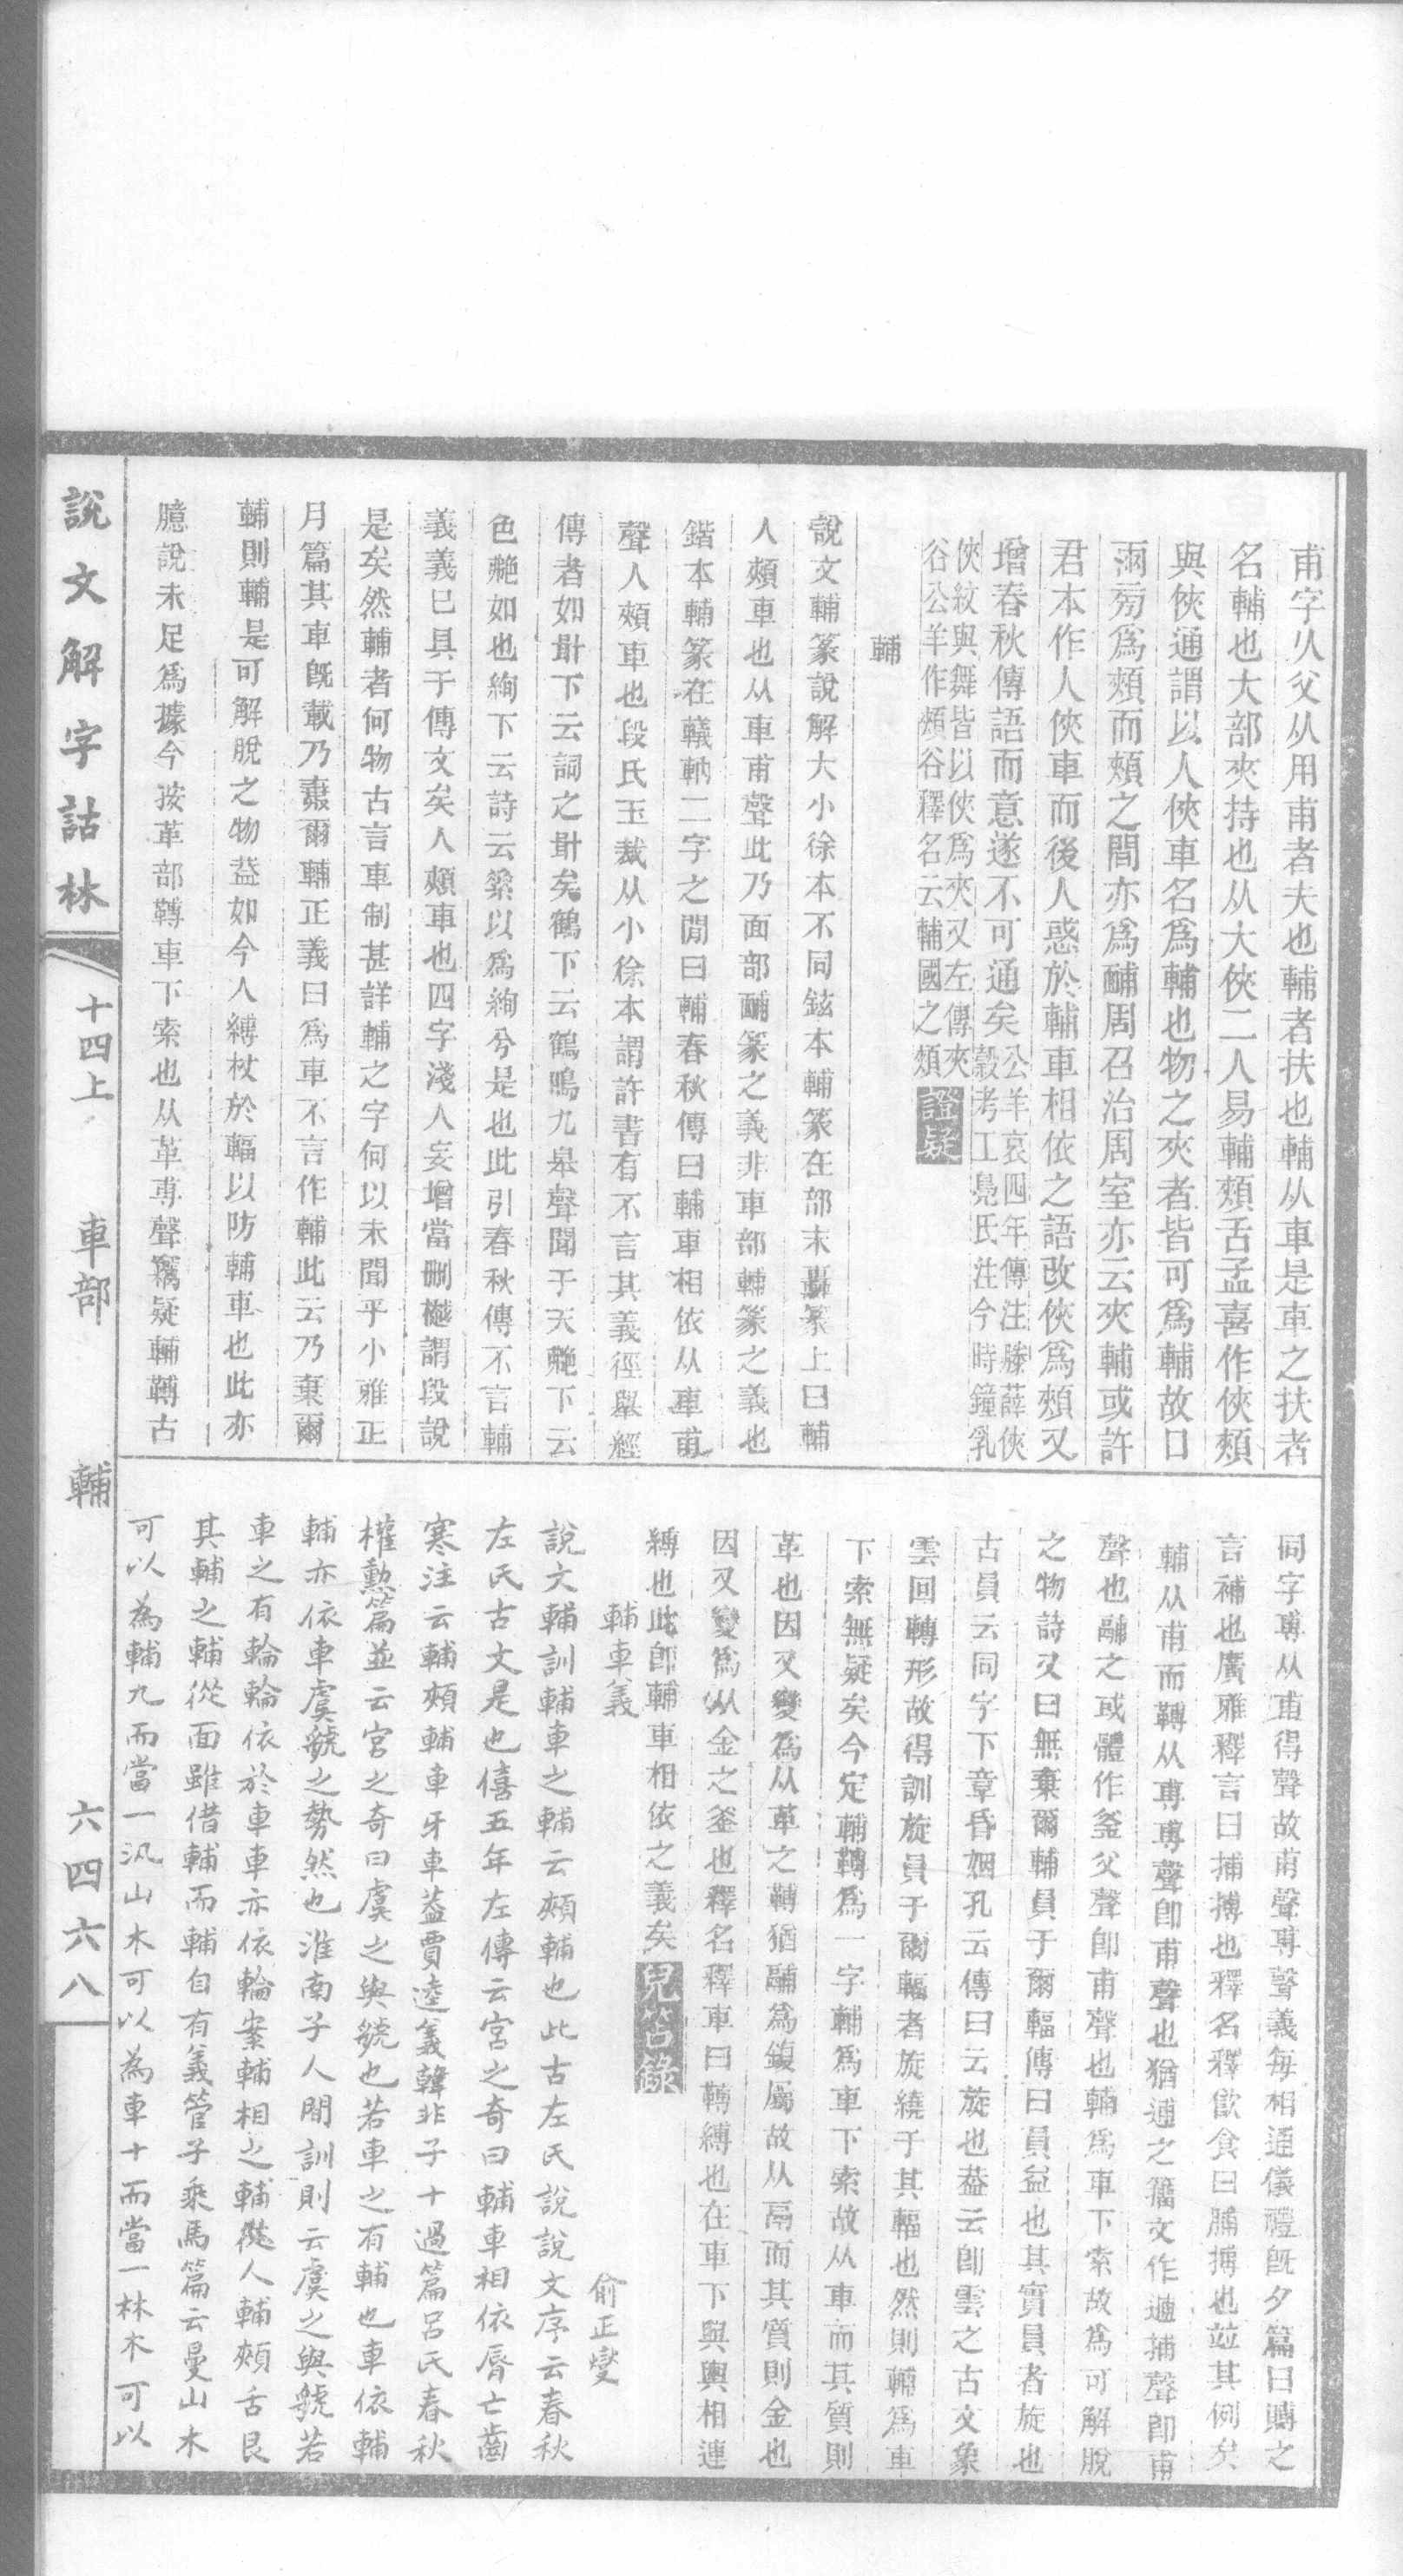 甫字从父从用甫者夫也輔者扶也輔从車是車之扶者
名輔也大部夾持也从大俠二人易輔頰舌孟喜作俠頰
與俠通謂以人俠車名爲輔也物之夾者皆可爲輔故口
兩旁爲頰而頰之間亦爲酺周召治周室亦云夾輔或許
君本作人俠車而後人惑於輔車相依之語改俠爲頰又
增春秋傳語而意遂不可通矣公羊哀四年傳注滕薛俠
轂考工鳧氏注今時鐘乳
俠紋與舞皆以俠爲夾又左傳夾
谷公羊作頰谷釋名云輔國之頰
證疑
輔
說文輔篆說解大小徐本不同鉉本輔篆在部末轟篆上曰輔
人頰車也从車甫聲此乃面部酺篆之義非車部輔篆之義也
鍇本輔篆在轙軜二字之閒曰輔春秋傳曰輔車相依从車甫
聲人頰車也段氏玉裁从小徐本謂許書有不言其義徑舉經
傳者如㘝下云詞之㘝矣鶴下云鶴鳴九皋聲聞于天艴下云
色艴如也絢下云詩云素以爲絢兮是也此引春秋傳不言輔
義義已具于傳文矣人頰車也四字淺人妄增當刪樾謂段說
是矣然輔者何物古言車制甚詳輔之字何以未聞乎小雅正
月篇其車旣載乃棄爾輔正義曰爲車不言作輔此云乃棄爾
輔則輔是可解脫之物蓋如今人縛杖於輻以防輔車也此亦
臆說未足爲據今按革部䪙車下索也从革尃聲竊疑輔䪙古
同字尃从甫得聲故甫聲尃聲義每相通儀禮旣夕篇曰賻之
言補也廣雅釋言曰捕搏也釋名釋飲食曰脯搏也竝其例矣
輔从甫而䪙从尃尃聲卽甫聲也猶逋之籀文作逋捕聲卽甫
聲也鬴之或體作釜父聲卽甫聲也輔爲車下索故爲可解脫
之物詩又曰無棄爾輔員于爾輻傳曰員益也其實員者旋也
古員云同字下章昏姻孔云傳曰云旋也蓋云卽雲之古文象
雲回轉形故得訓旋員于爾輻者旋繞于其輻也然則輔爲車
下索無疑矣今定輔䪙爲一字輔爲車下索故从車而其質則
革也因又變爲从革之䪙猶鬴爲鍑屬故从鬲而其質則金也
因又變爲从金之釜也釋名釋車曰䪙縛也在車下與輿相連
縛也此卽輔車相依之義矣兒笘錄
輔車義
俞正燮
說文輔訓輔車之輔云頰輔也此古左氏說說文序云春秋
左氏古文是也僖五年左傳云宮之奇曰輔車相依脣亡齒
寒注云輔頰輔車牙車蓋賈逵義韓非子十過篇呂氏春秋
權勳篇並云宮之奇曰虞之與虢也若車之有輔也車依輔
輔亦依車虞虢之勢然也淮南子人間訓則云虞之與虢若
車之有輪輪依於車車亦依輪案輔相之輔從人輔頰舌艮
其輔之輔從面雖借輔而輔自有義管子乘馬篇云蔓山木
可以為輔九而當一汎山木可以為車十而當一林木可以
說文解字詁林
十四上
車部
輔
六四六八